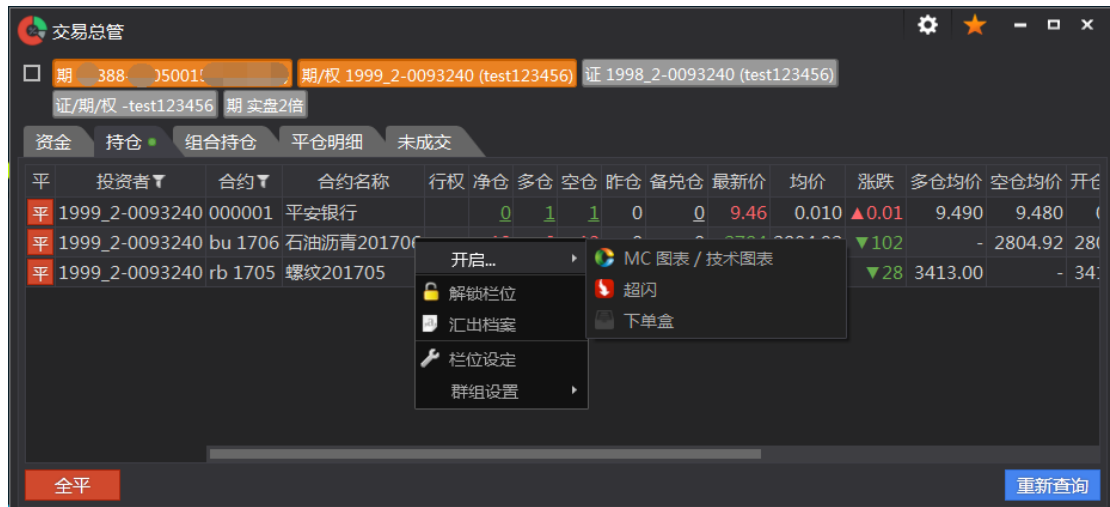 交易总管
期 388- 05001 期/权 1999_2-0093240 (test123456) 证 1998_2-0093240 (test123456)
证/期/权 -test123456 期 实盘2倍
资金 持仓 组合持仓 平仓明细 未成交
平 投资者 合约 合约名称 行权 净仓 多仓 空仓 昨仓 备兑仓 最新价 均价 涨跌 多仓均价 空仓均价 开仓
平 1999_2-0093240 000001 平安银行 0 1 1 0 0 9.46 0.010 ▲0.01 9.490 9.480
平 1999_2-0093240 bu 1706 石油沥青201706 ▼102 - 2804.92 280
平 1999_2-0093240 rb 1705 螺纹201705 ▼28 3413.00 - 341
开启...
解锁栏位
汇出档案
栏位设定
群组设置
MC 图表 / 技术图表
超闪
下单盒
全平 重新查询